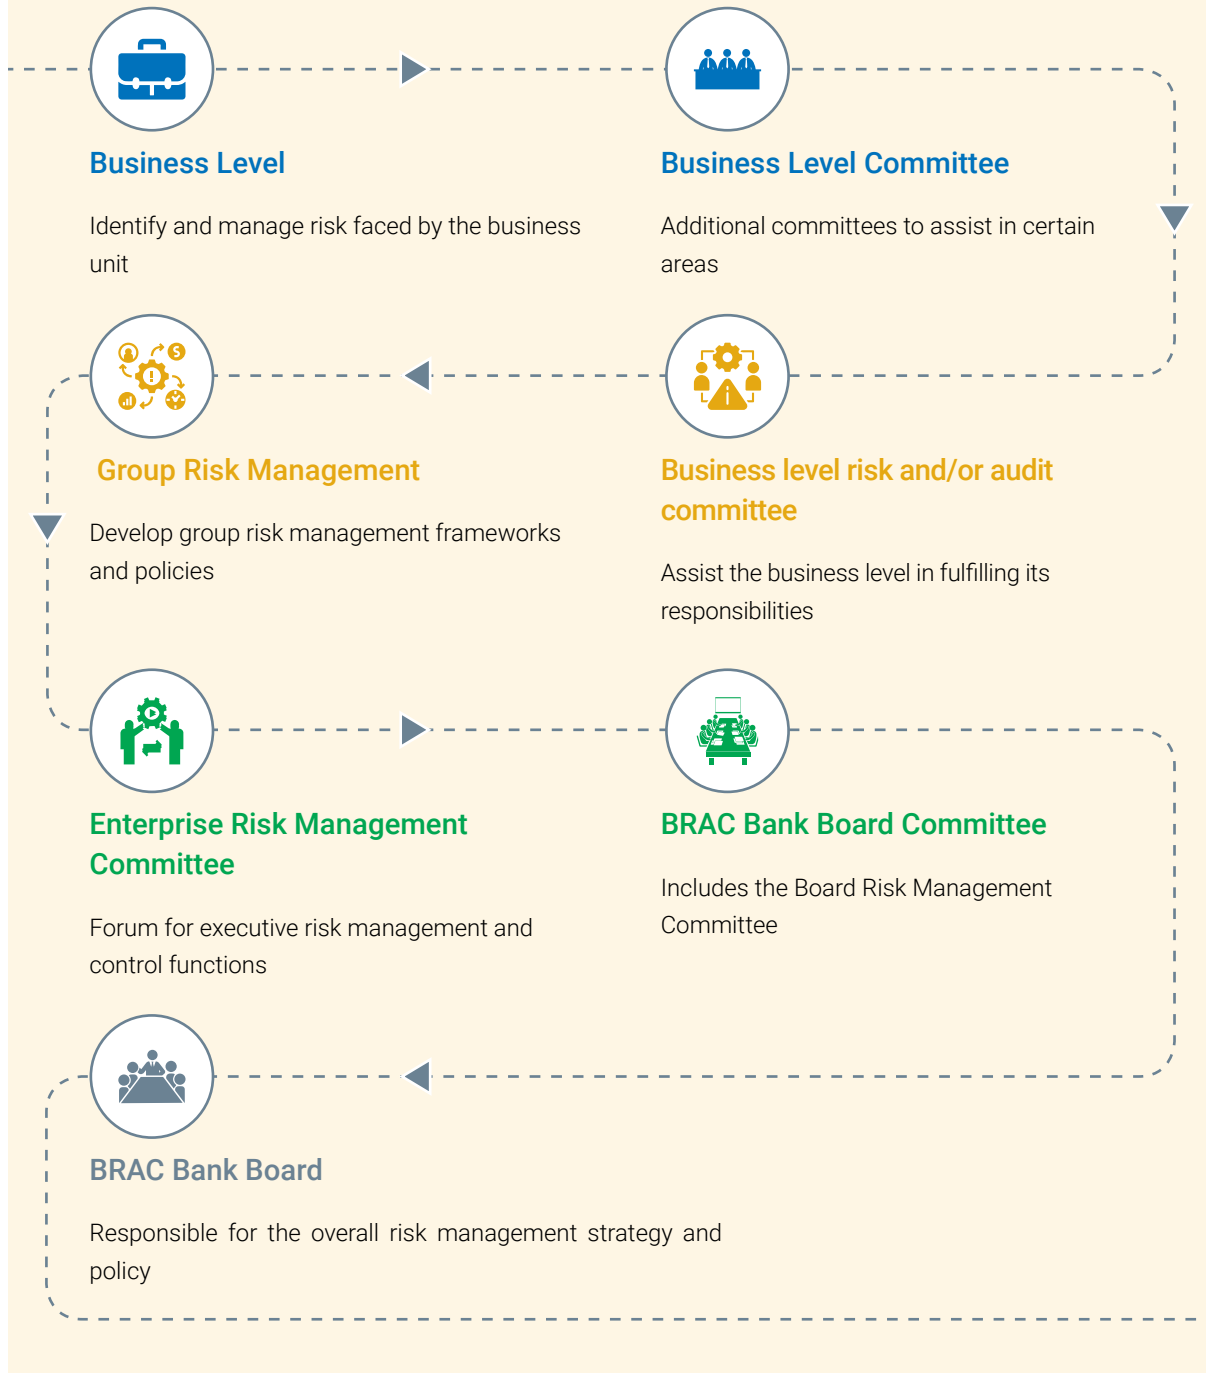 Business Level
Identify and manage risk faced by the business
unit
Business Level Committee
Additional committees to assist in certain
areas
Business level risk and/or audit
committee
Assist the business level in fulfilling its
responsibilities
Group Risk Management
Develop group risk management frameworks
and policies
Enterprise Risk Management
Committee
Forum for executive risk management and
control functions
BRAC Bank Board Committee
Includes the Board Risk Management
Committee
BRAC Bank Board
Responsible for the overall risk management strategy and
policy